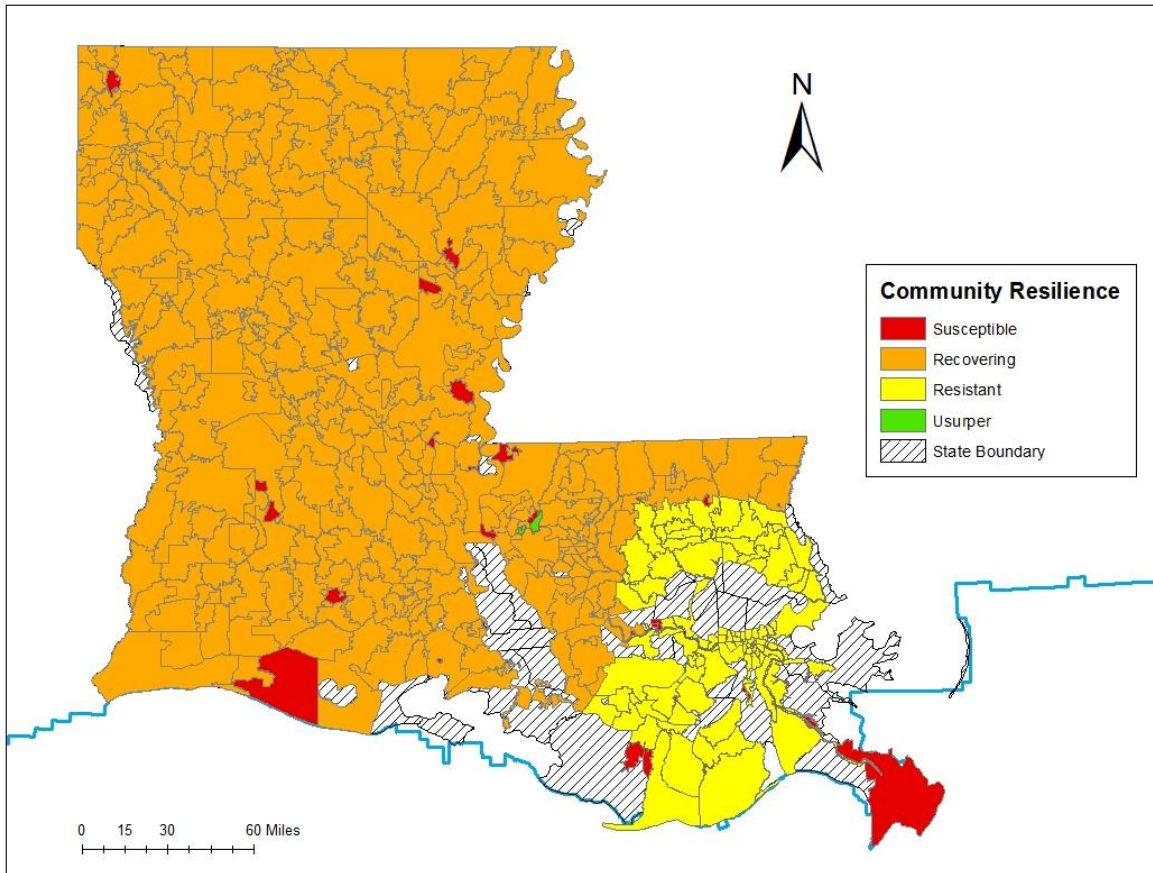 N
Community Resilience
Susceptible
Recovering
Resistant
Usurper
State Boundary
0 15 30 60 Miles